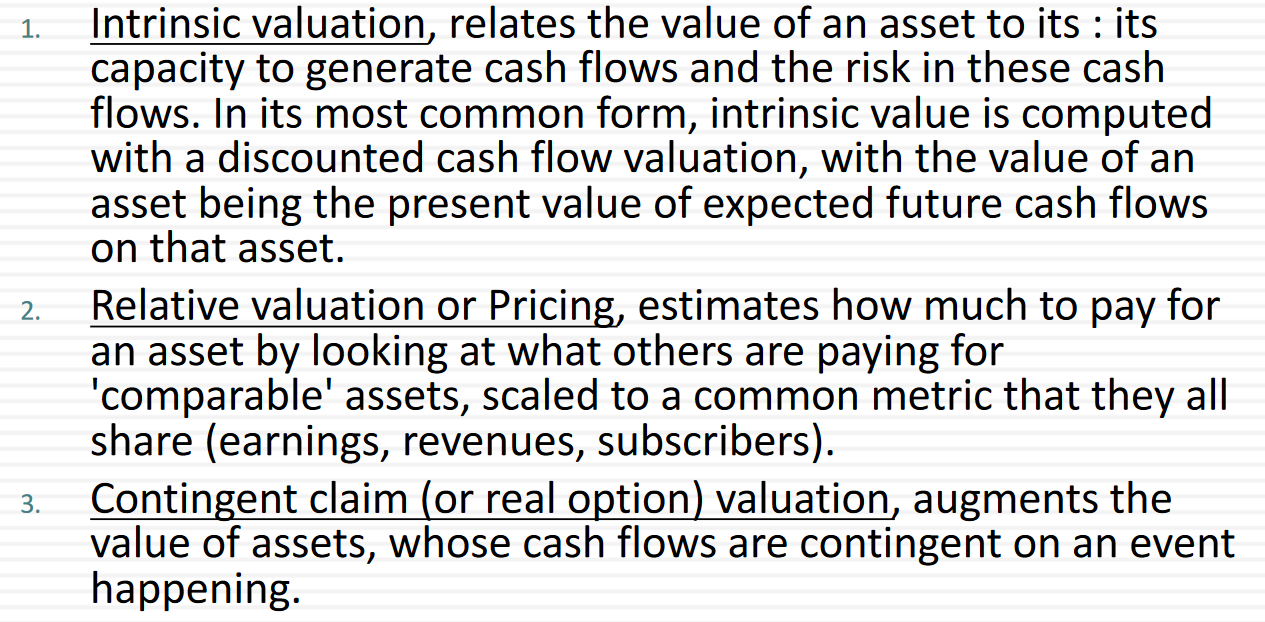 1. Intrinsic valuation, relates the value of an asset to its : its
capacity to generate cash flows and the risk in these cash
flows. In its most common form, intrinsic value is computed
with a discounted cash flow valuation, with the value of an
asset being the present value of expected future cash flows
on that asset.
2. Relative valuation or Pricing, estimates how much to pay for
an asset by looking at what others are paying for
'comparable' assets, scaled to a common metric that they all
share (earnings, revenues, subscribers).
3. Contingent claim (or real option) valuation, augments the
value of assets, whose cash flows are contingent on an event
happening.